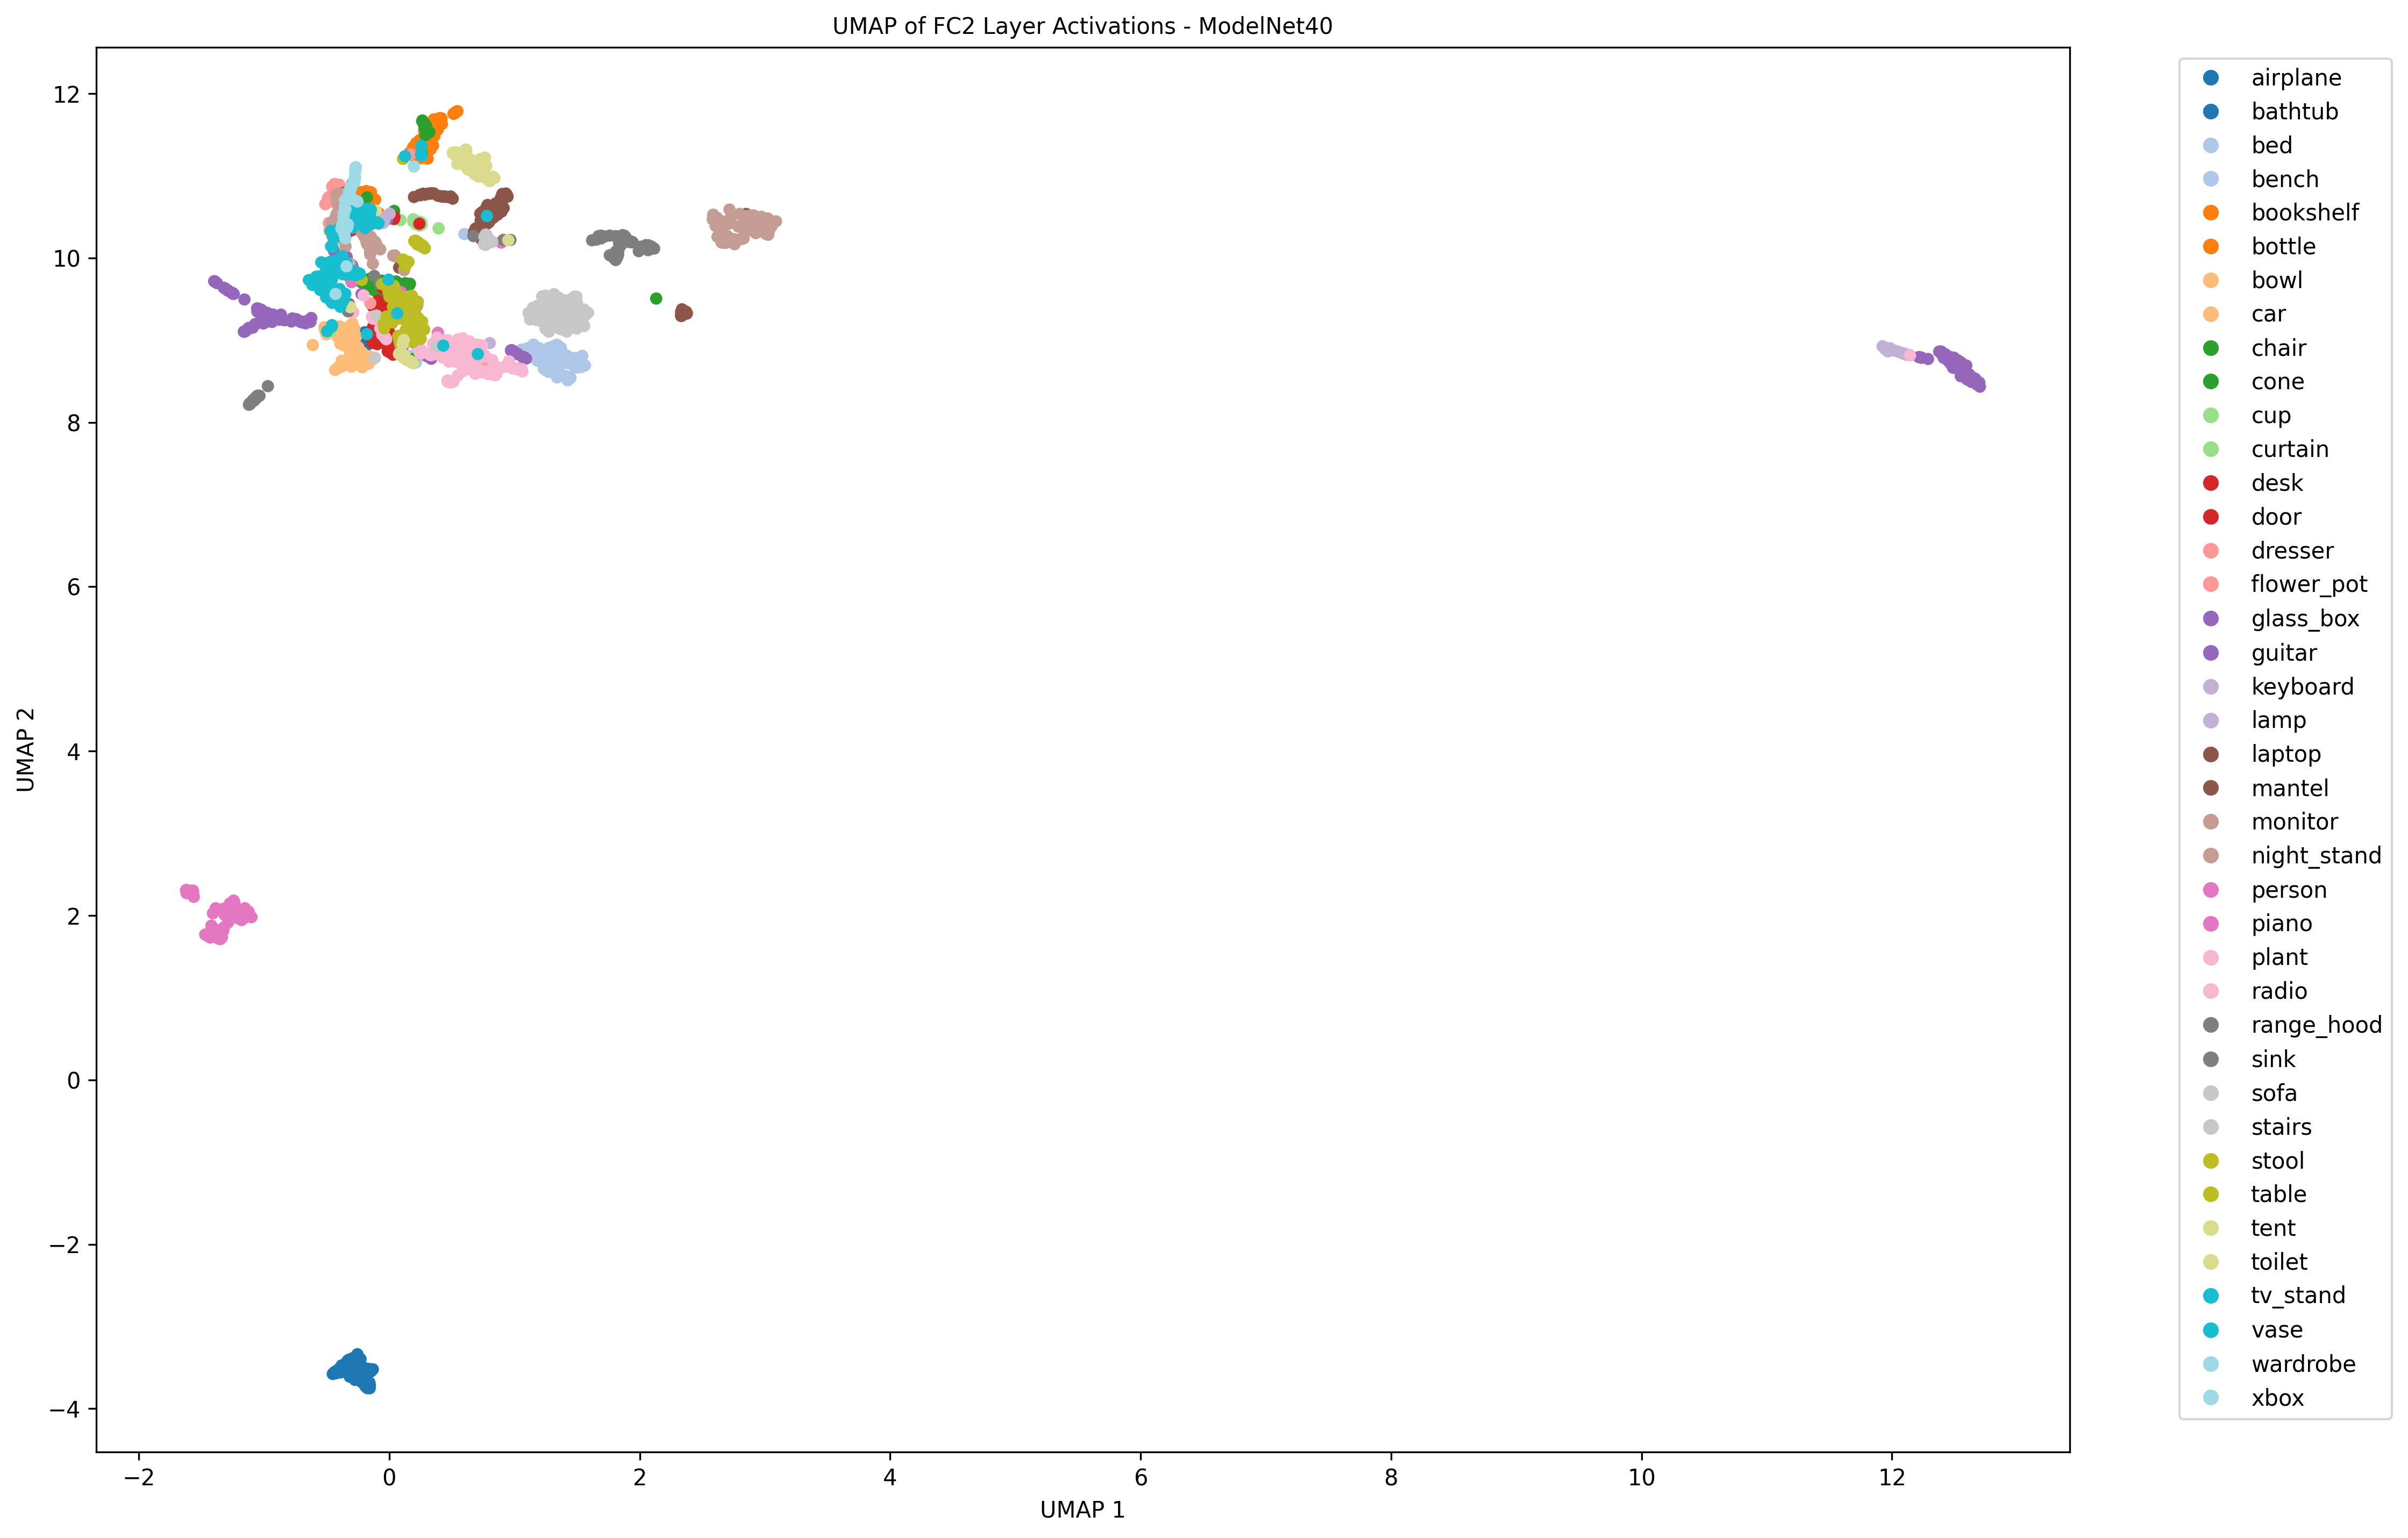 UMAP of FC2 Layer Activations - ModelNet40
12
10
8
6
4
2
0
−2
−4
UMAP 2
−2
0
2
4
6
8
10
12
UMAP 1
airplane
bathtub
bed
bench
bookshelf
bottle
bowl
car
chair
cone
cup
curtain
desk
door
dresser
flower_pot
glass_box
guitar
keyboard
lamp
laptop
mantel
monitor
night_stand
person
piano
plant
radio
range_hood
sink
sofa
stairs
stool
table
tent
toilet
tv_stand
vase
wardrobe
xbox